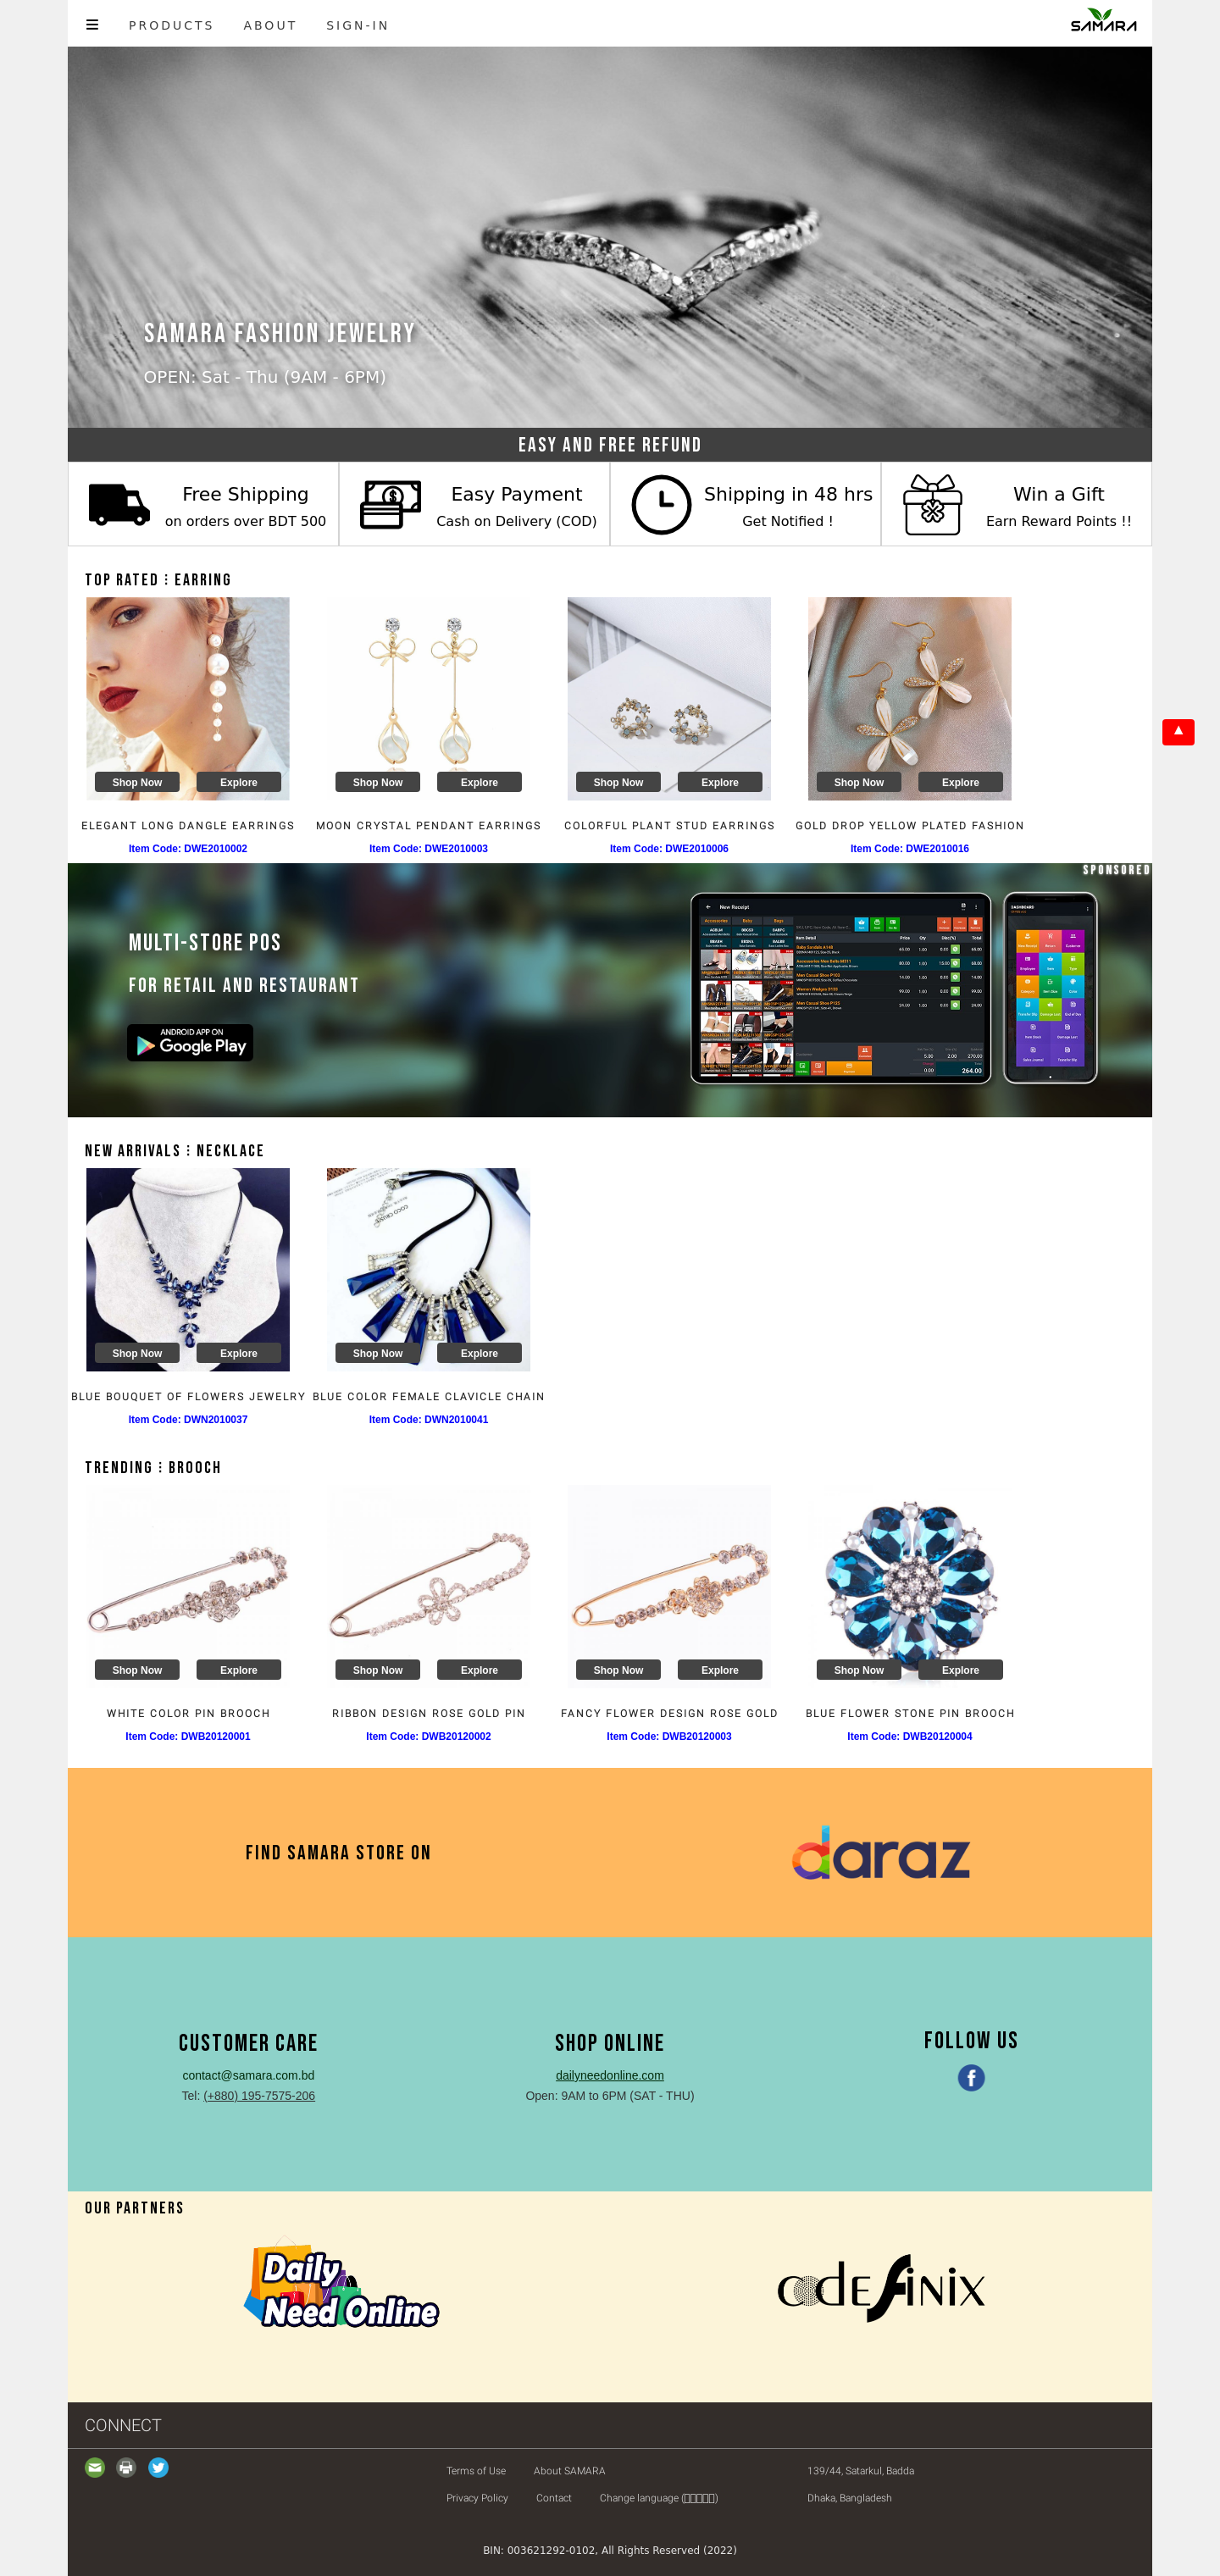 PRODUCTS ABOUT SIGN-IN
SAMARA
SAMARA FASHION JEWELRY
OPEN: Sat - Thu (9AM - 6PM)
EASY AND FREE REFUND
Free Shipping
on orders over BDT 500
Easy Payment
Cash on Delivery (COD)
Shipping in 48 hrs
Get Notified !
Win a Gift
Earn Reward Points !!
TOP RATED : EARRING
Shop Now Explore
Shop Now Explore
Shop Now Explore
Shop Now Explore
ELEGANT LONG DANGLE EARRINGS
Item Code: DWE2010002
MOON CRYSTAL PENDANT EARRINGS
Item Code: DWE2010003
COLORFUL PLANT STUD EARRINGS
Item Code: DWE2010006
GOLD DROP YELLOW PLATED FASHION
Item Code: DWE2010016
SPONSORED
MULTI-STORE POS
FOR RETAIL AND RESTAURANT
ANDROID APP ON
Google Play
New Receipt
NEW ARRIVALS : NECKLACE
Shop Now Explore
Shop Now Explore
BLUE BOUQUET OF FLOWERS JEWELRY
Item Code: DWN2010037
BLUE COLOR FEMALE CLAVICLE CHAIN
Item Code: DWN2010041
TRENDING : BROOCH
Shop Now Explore
Shop Now Explore
Shop Now Explore
Shop Now Explore
WHITE COLOR PIN BROOCH
Item Code: DWB20120001
RIBBON DESIGN ROSE GOLD PIN
Item Code: DWB20120002
FANCY FLOWER DESIGN ROSE GOLD
Item Code: DWB20120003
BLUE FLOWER STONE PIN BROOCH
Item Code: DWB20120004
FIND SAMARA STORE ON
daraz
CUSTOMER CARE
contact@samara.com.bd
Tel: (+880) 195-7575-206
SHOP ONLINE
dailyneedonline.com
Open: 9AM to 6PM (SAT - THU)
FOLLOW US
OUR PARTNERS
Daily
Need Online
codeFinix
CONNECT
Terms of Use About SAMARA
Privacy Policy Contact Change language
139/44, Satarkul, Badda
Dhaka, Bangladesh
BIN: 003621292-0102, All Rights Reserved (2022)